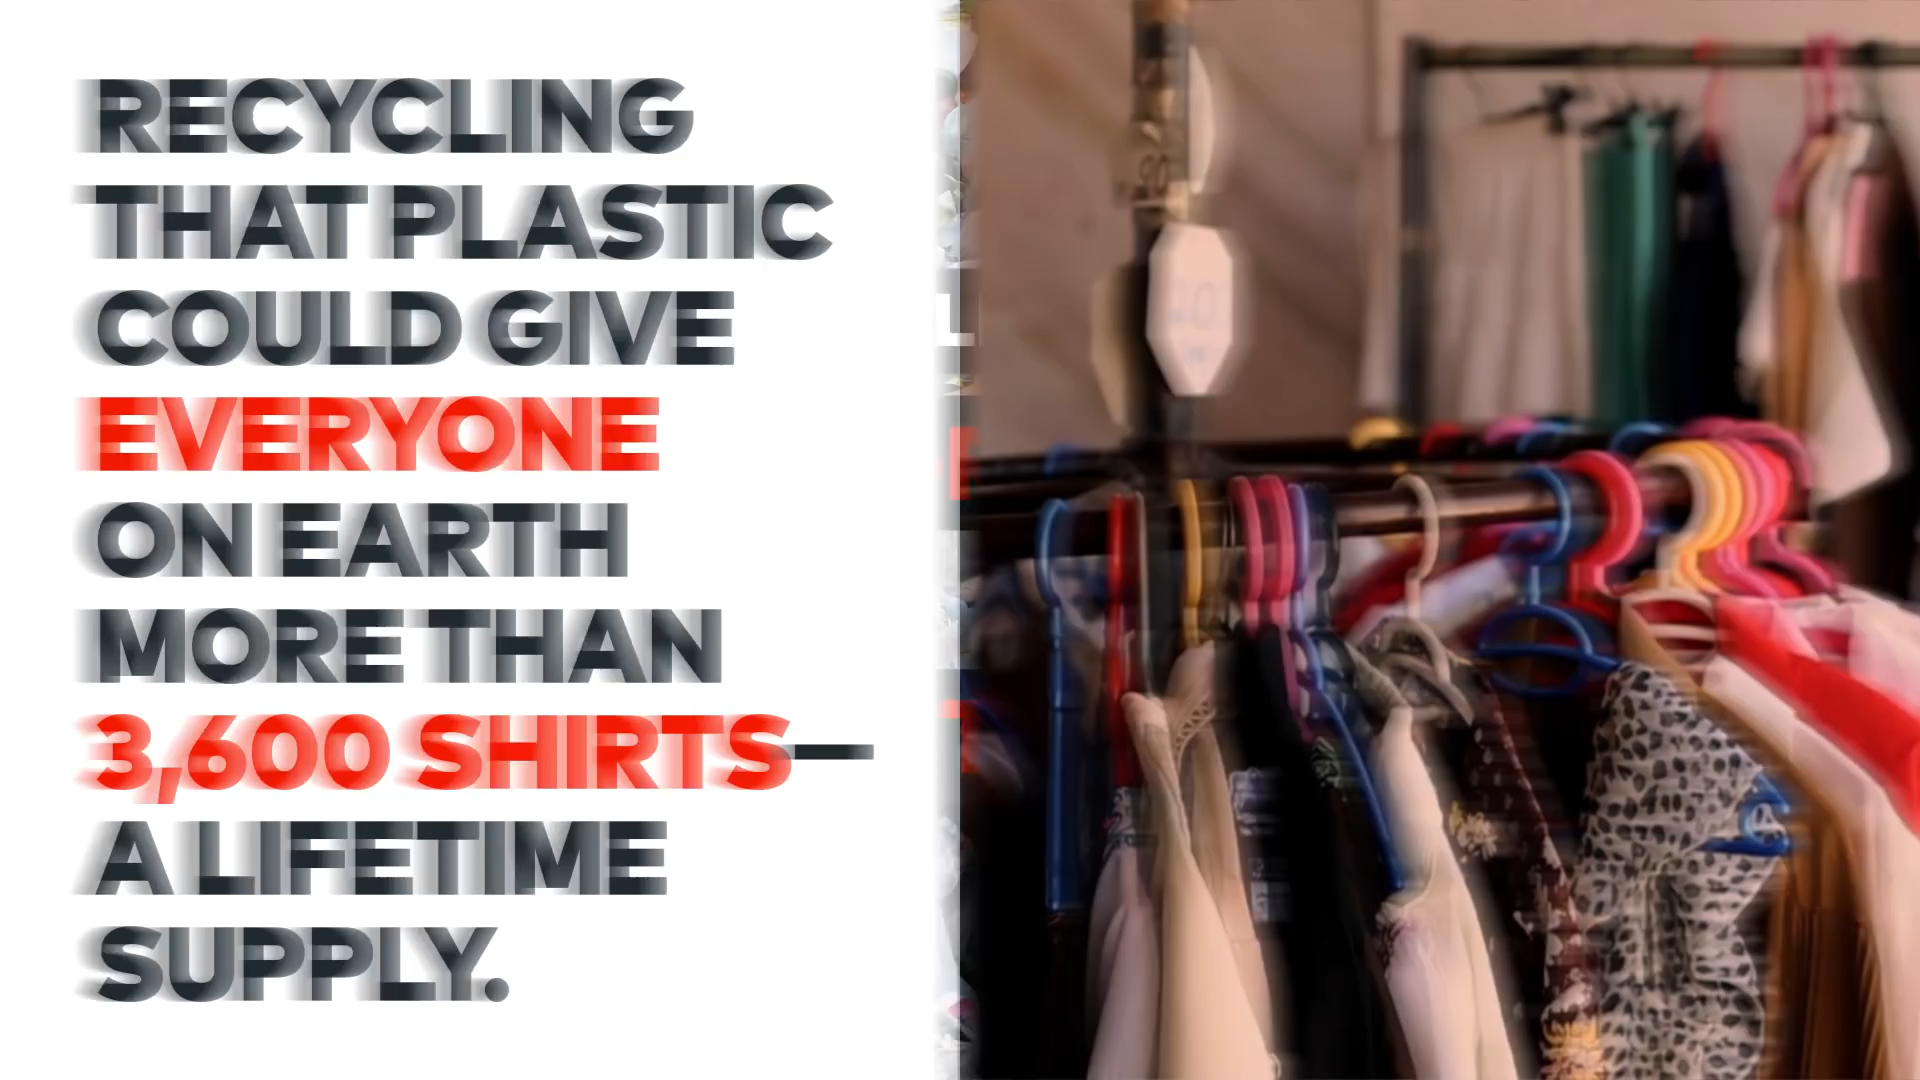 RECYCLING
THAT PLASTIC
COULD GIVE
EVERYONE
ON EARTH
MORE THAN
3,600 SHIRTS—
A LIFETIME
SUPPLY.